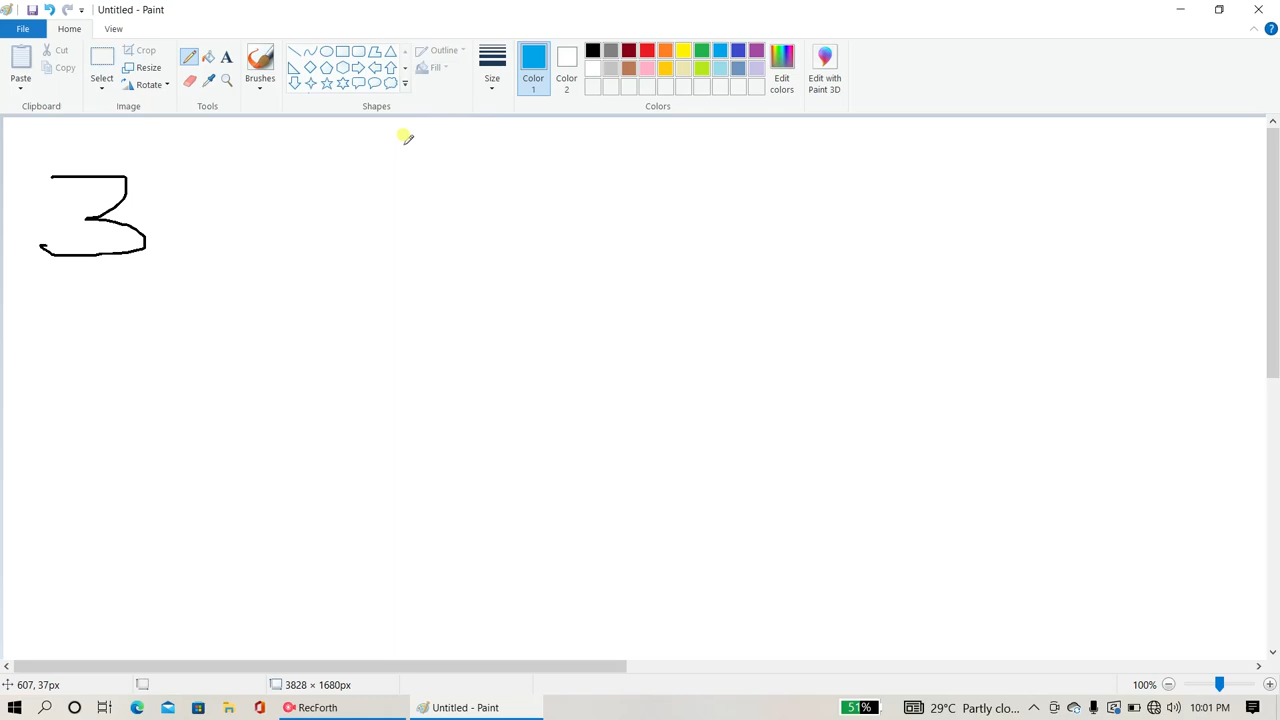 Untitled - Paint
File Home View
Paste
Cut
Copy
Clipboard
Select
Crop
Resize
Rotate
Image
Tools
Brushes
Shapes
Outline
Fill
Size
Color 1
Color 2
Colors
Edit colors
Edit with Paint 3D
3
607, 37px
3828 × 1680px
100%
RecForth
Untitled - Paint
51%
29°C Partly clo...
10:01 PM